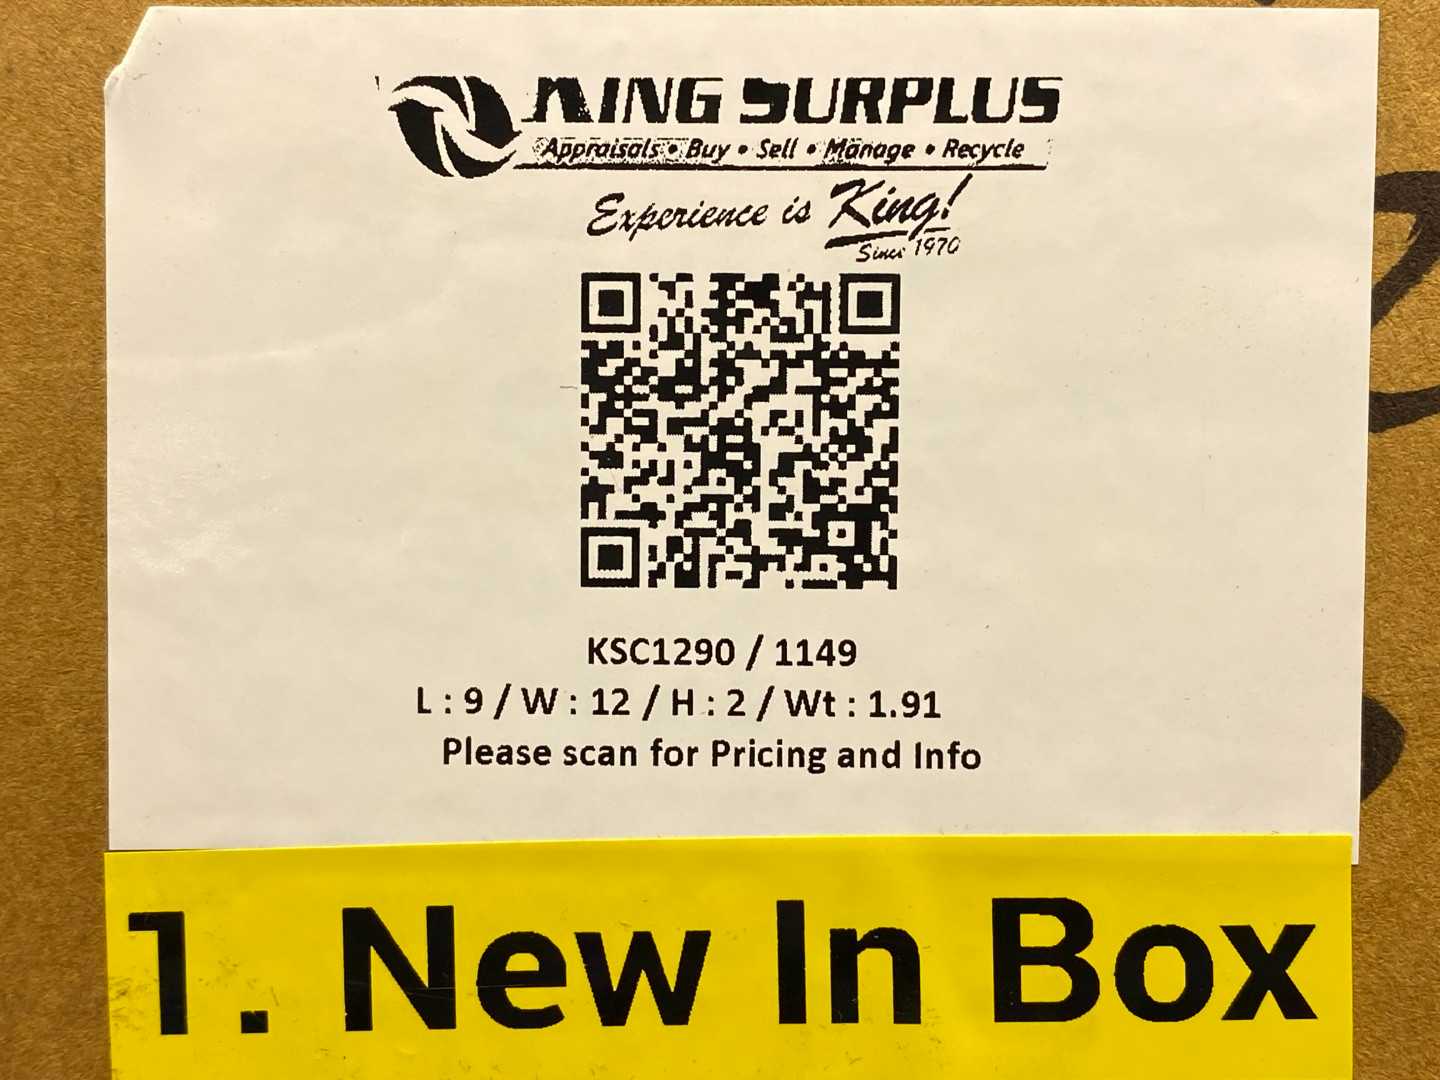 KING SURPLUS
Appraisals • Buy • Sell • Manage • Recycle
Experience is King!
Since 1970
KSC1290 / 1149
L : 9 / W : 12 / H : 2 / Wt : 1.91
Please scan for Pricing and Info
1. New In Box